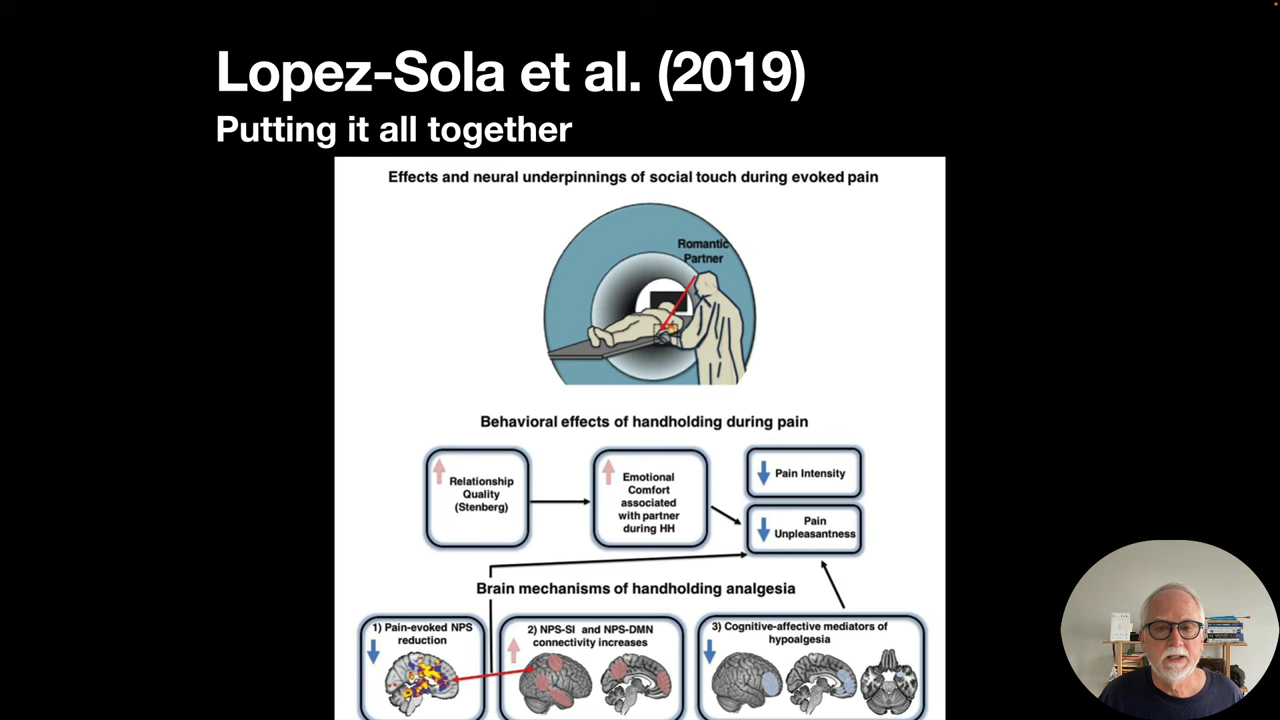 Lopez-Sola et al. (2019)
Putting it all together
Effects and neural underpinnings of social touch during evoked pain
Romantic
Partner
Behavioral effects of handholding during pain
Relationship
Quality
(Stenberg)
Emotional
Comfort
associated
with partner
during HH
Pain Intensity
Pain
Unpleasantness
Brain mechanisms of handholding analgesia
1) Pain-evoked NPS
reduction
2) NPS-SI and NPS-DMN
connectivity increases
3) Cognitive-affective mediators of
hypoalgesia